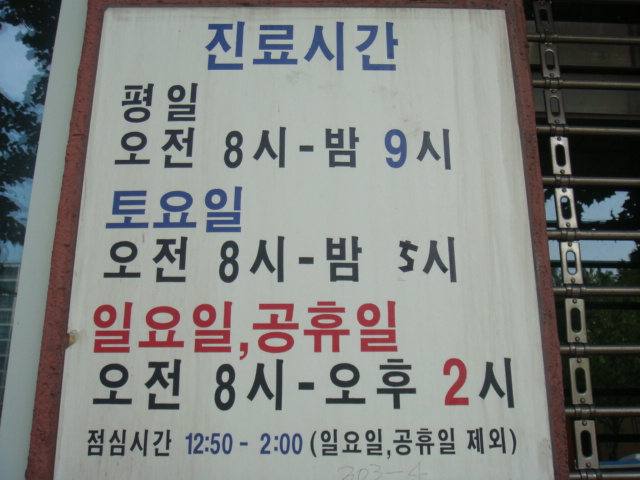 진료시간
평일
오전 8시-밤 9시
토요일
오전 8시-밤 5시
일요일,공휴일
오전 8시-오후 2시
점심시간 12:50 - 2:00 (일요일,공휴일 제외)
203-4